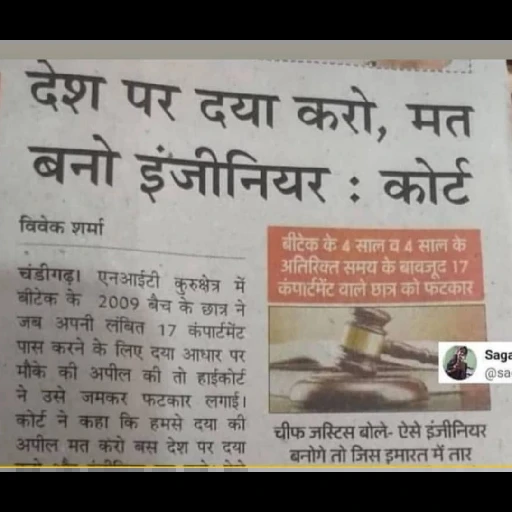 देश पर दया करो, मत
बनो इंजीनियर : कोर्ट
विवेक शर्मा
चंडीगढ़। एनआईटी कुरुक्षेत्र में
बीटेक के 2009 बैच के छात्र ने
जब अपनी लंबित 17 कंपार्टमेंट
पास करने के लिए दया आधार पर
मौके की अपील की तो हाईकोर्ट
ने उसे जमकर फटकार लगाई।
कोर्ट ने कहा कि हमसे दया की
अपील मत करो बस देश पर दया
बीटेक के 4 साल व 4 साल के
अतिरिक्त समय के बावजूद 17
कंपार्टमेंट वाले छात्र को फटकार
Saga
@sa
चीफ जस्टिस बोले- ऐसे इंजीनियर
बनोगे तो जिस इमारत में तार